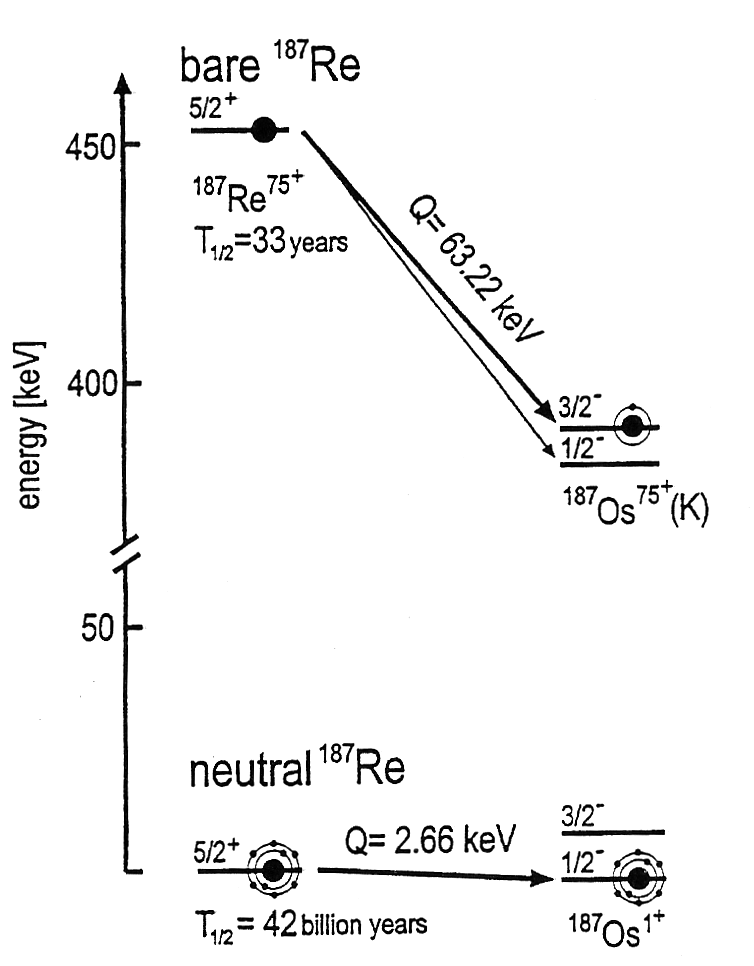 bare ¹⁸⁷Re
5/2⁺
450
¹⁸⁷Re⁷⁵⁺
T₁/₂=33 years
Q= 63.22 keV
400
energy [keV]
3/2⁻
1/2⁻
¹⁸⁷Os⁷⁵⁺(K)
50
neutral ¹⁸⁷Re
3/2⁻
Q= 2.66 keV
5/2⁺
1/2⁻
T₁/₂= 42 billion years
¹⁸⁷Os¹⁺